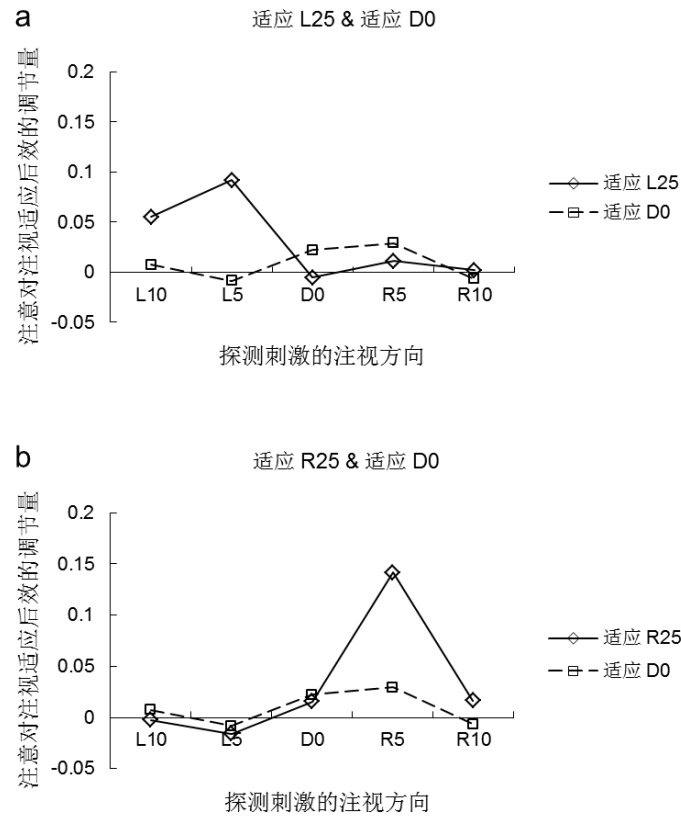 a
适应 L25 & 适应 D0
注意对注视适应后效的调节量
0.2
0.15
0.1
0.05
0
-0.05
L10 L5 D0 R5 R10
探测刺激的注视方向
适应 L25
适应 D0
b
适应 R25 & 适应 D0
注意对注视适应后效的调节量
0.2
0.15
0.1
0.05
0
-0.05
L10 L5 D0 R5 R10
探测刺激的注视方向
适应 R25
适应 D0